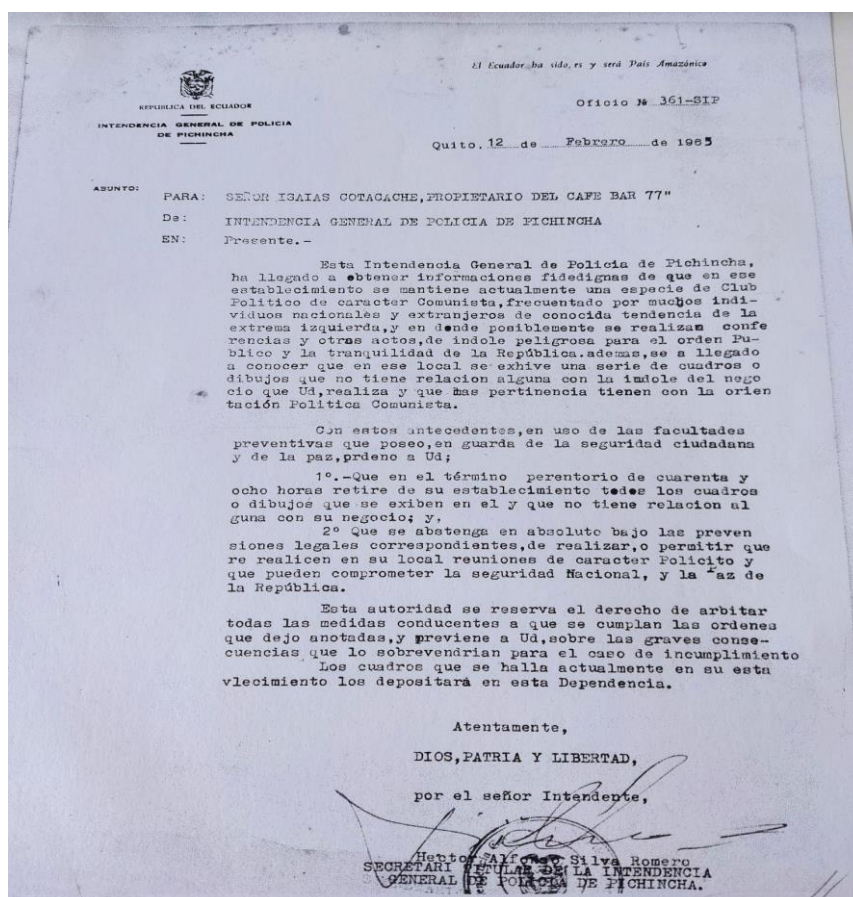 El Ecuador ha sido, es y será País Amazónico
REPUBLICA DEL ECUADOR
INTENDENCIA GENERAL DE POLICIA
DE PICHINCHA
Oficio № 361-SIP
Quito, 12 de Febrero de 1965
ASUNTO:
PARA: SEÑOR ISAIAS COTACACHE,PROPIETARIO DEL CAFE BAR 77"
De: INTENDENCIA GENERAL DE POLICIA DE PICHINCHA
EN: Presente.-
Esta Intendencia General de Policia de Pichincha,
ha llegado a obtener informaciones fidedignas de que en ese
establecimiento se mantiene actualmente una especie de Club
Politico de caracter Comunista,frecuentado por muchos indi-
viduos nacionales y extranjeros de conocida tendencia de la
extrema izquierda,y en donde posiblemente se realizan confe
rencias y otras actos,de indole peligrosa para el orden Pu-
blico y la tranquilidad de la República.ademas,se a llegado
a conocer que en ese local se exhive una serie de cuadros o
dibujos que no tiene relacion alguna con la indole del nego
cio que Ud,realiza y que mas pertinencia tienen con la orien
tación Politica Comunista.
Con estos antecedentes,en uso de las facultades
preventivas que poseo,en guarda de la seguridad ciudadana
y de la paz,prdeno a Ud;
1º.-Que en el término perentorio de cuarenta y
ocho horas retire de su establecimiento todos los cuadros
o dibujos que se exiben en el y que no tiene relacion al
guna con su negocio; y,
2º Que se abstenga en absoluto bajo las preven
siones legales correspondientes,de realizar,o permitir que
re realicen en su local reuniones de caracter Policito y
que pueden comprometer la seguridad Nacional, y la Paz de
la República.
Esta autoridad se reserva el derecho de arbitar
todas las medidas conducentes a que se cumplan las ordenes
que dejo anotadas,y previene a Ud,sobre las graves conse-
cuencias que lo sobrevendrian para el caso de incumplimiento
Los cuadros que se halla actualmente en su esta
vlecimiento los depositará en esta Dependencia.
Atentamente,
DIOS,PATRIA Y LIBERTAD,
por el señor Intendente,
Hector Alfonso Silva Romero
SECRETARI TITULAR DE LA INTENDENCIA
GENERAL DE POLICIA DE PICHINCHA.